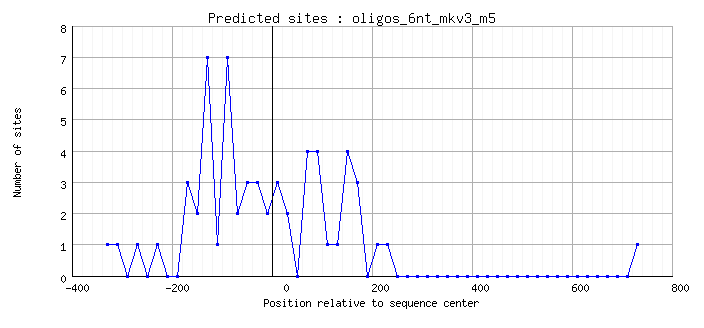 Predicted sites : oligos_6nt_mkv3_m5
Number of sites
8
7
6
5
4
3
2
1
0
-400 -200 0 200 400 600 800
Position relative to sequence center